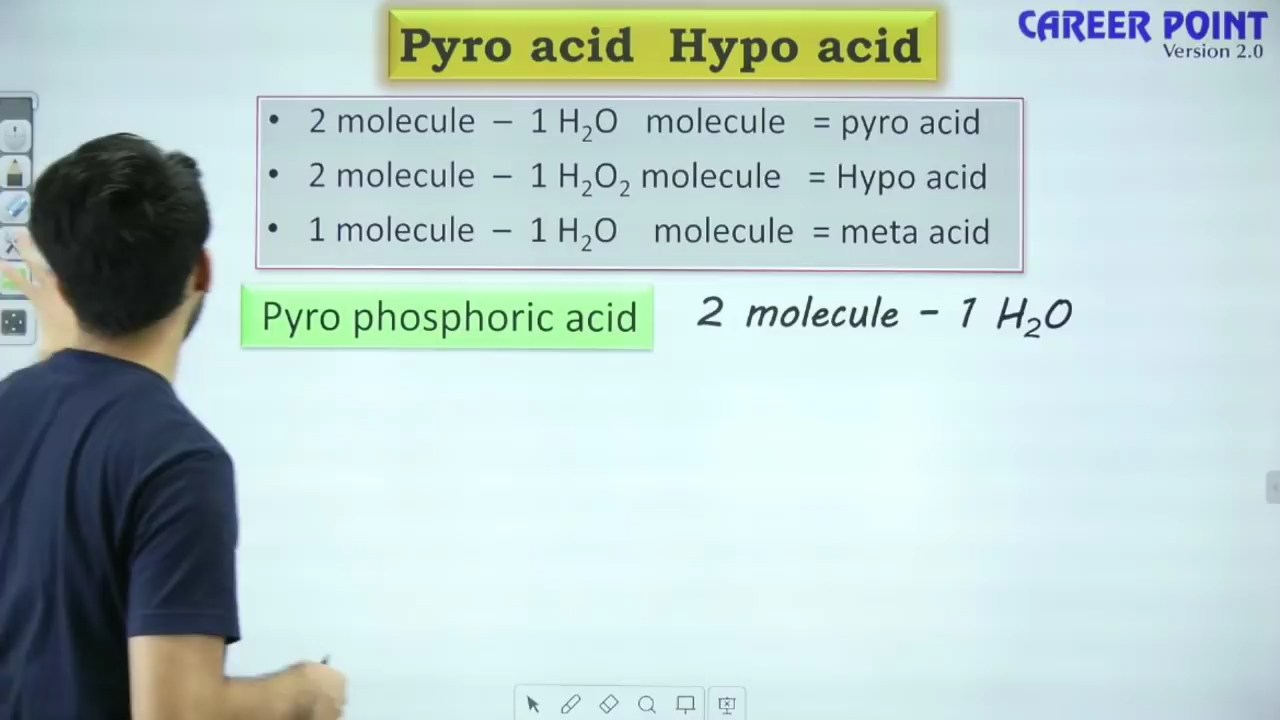 Pyro acid Hypo acid
CAREER POINT
Version 2.0
• 2 molecule – 1 H₂O molecule = pyro acid
• 2 molecule – 1 H₂O₂ molecule = Hypo acid
• 1 molecule – 1 H₂O molecule = meta acid
Pyro phosphoric acid 2 molecule - 1 H₂O